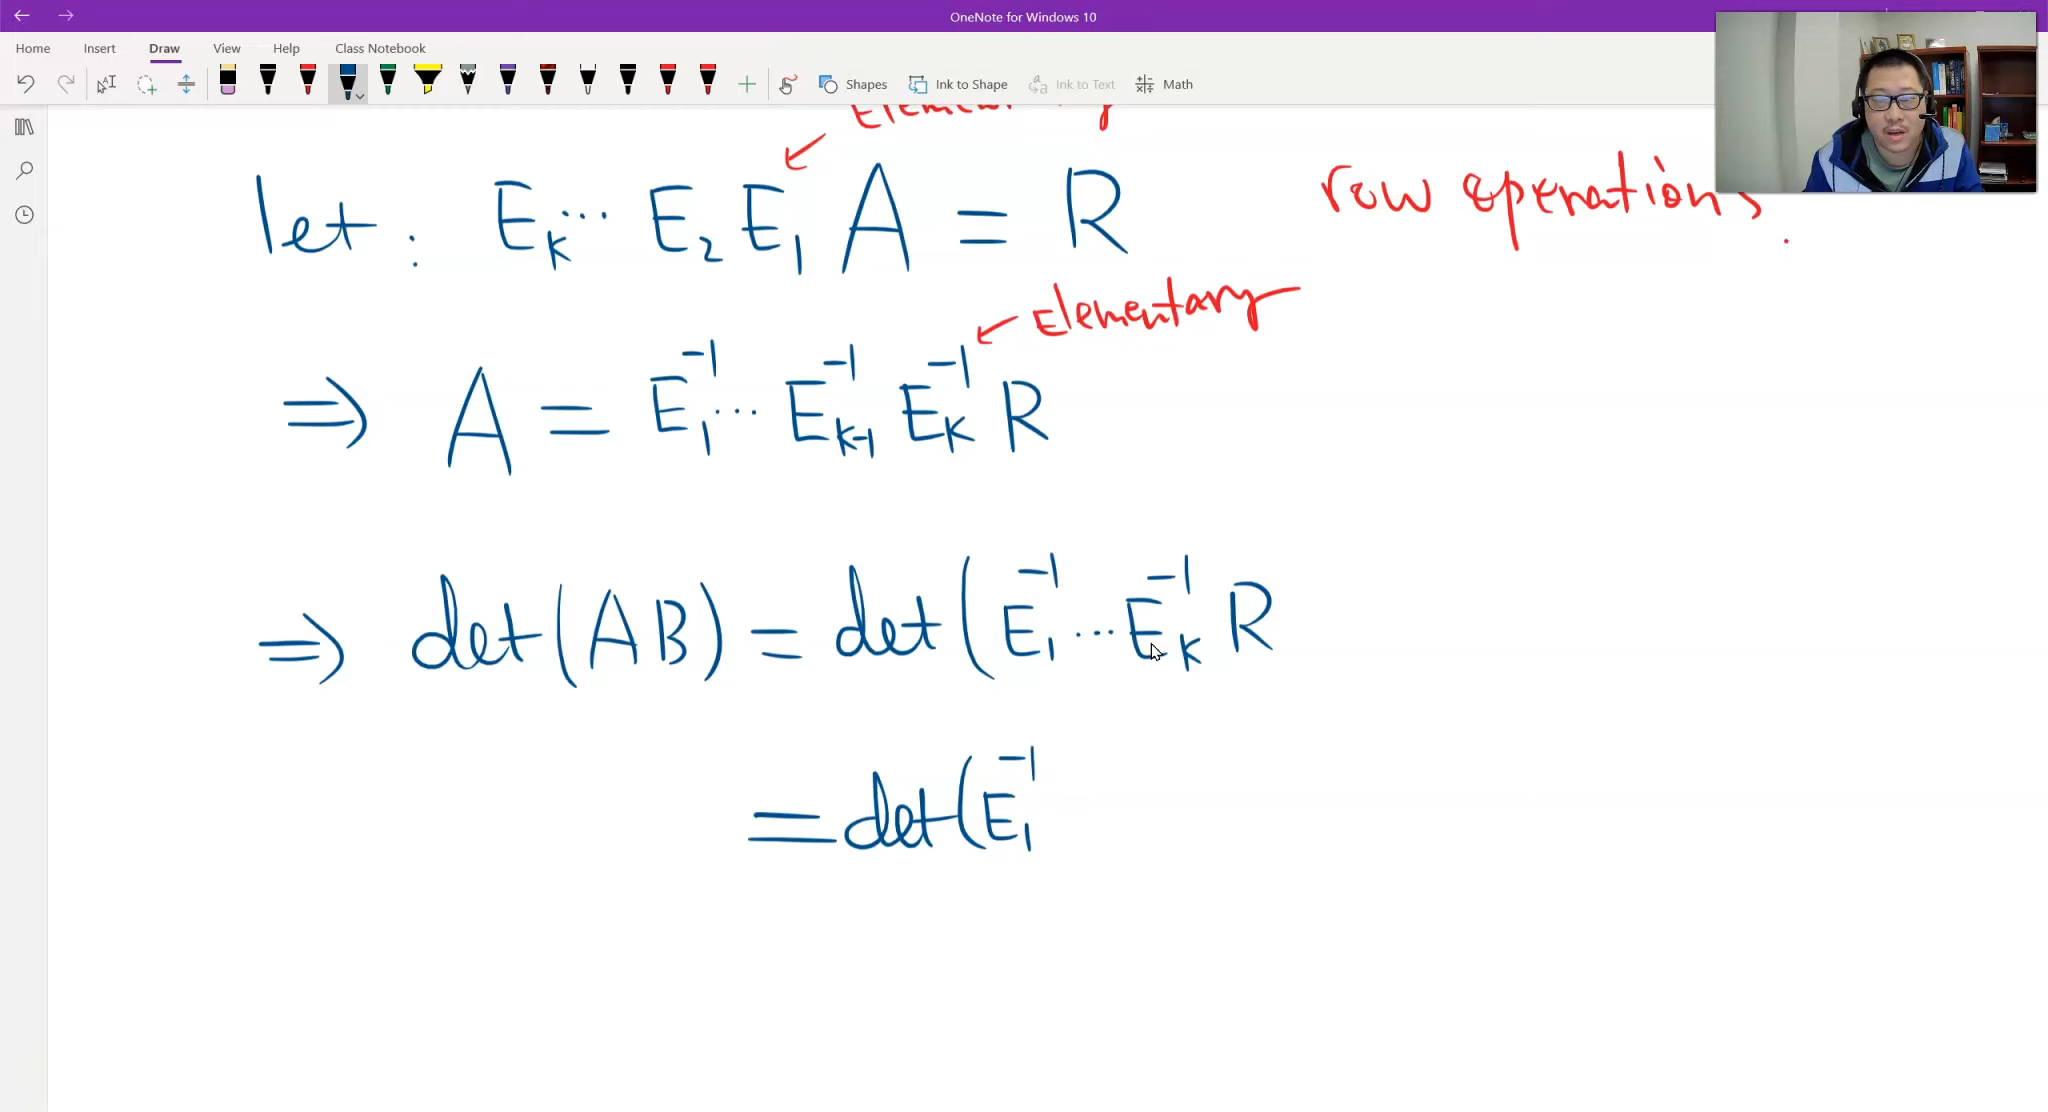 OneNote for Windows 10
Home Insert Draw View Help Class Notebook
Shapes Ink to Shape Ink to Text Math
Elementary
let : E_k ... E_2 E_1 A = R
row operations.
Elementary
⇒ A = E_1^{-1} ... E_{k-1}^{-1} E_k^{-1} R
⇒ det(AB) = det(E_1^{-1} ... E_k^{-1} R
= det(E_1^{-1}